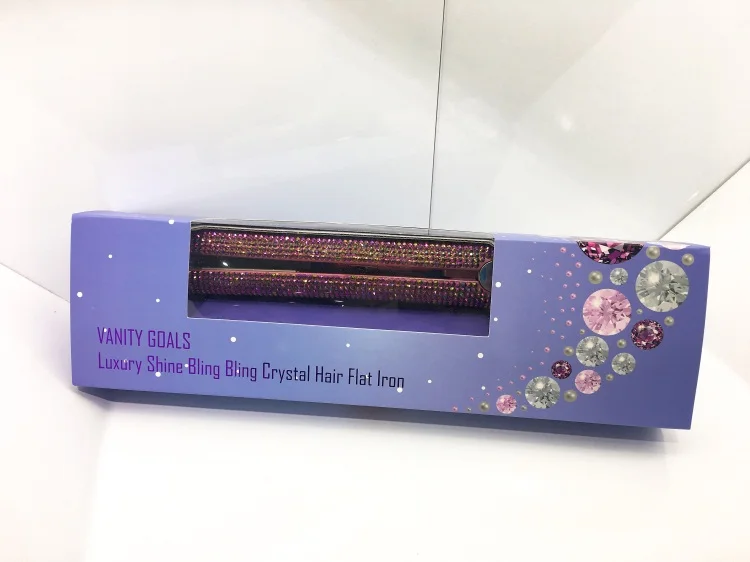 VANITY GOALS
Luxury Shine Bling Bling Crystal Hair Flat Iron